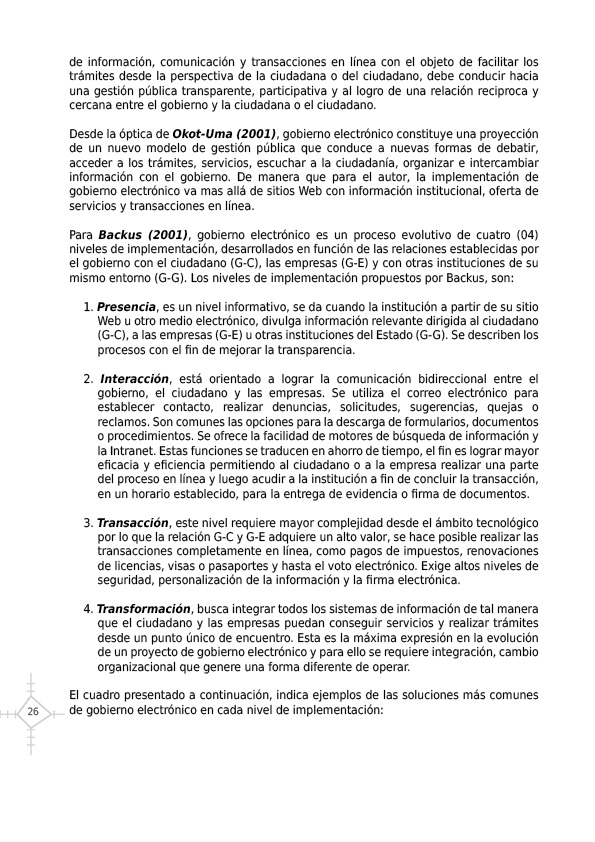 de información, comunicación y transacciones en línea con el objeto de facilitar los
trámites desde la perspectiva de la ciudadana o del ciudadano, debe conducir hacia
una gestión pública transparente, participativa y al logro de una relación reciproca y
cercana entre el gobierno y la ciudadana o el ciudadano.
Desde la óptica de Okot-Uma (2001), gobierno electrónico constituye una proyección
de un nuevo modelo de gestión pública que conduce a nuevas formas de debatir,
acceder a los trámites, servicios, escuchar a la ciudadanía, organizar e intercambiar
información con el gobierno. De manera que para el autor, la implementación de
gobierno electrónico va mas allá de sitios Web con información institucional, oferta de
servicios y transacciones en línea.
Para Backus (2001), gobierno electrónico es un proceso evolutivo de cuatro (04)
niveles de implementación, desarrollados en función de las relaciones establecidas por
el gobierno con el ciudadano (G-C), las empresas (G-E) y con otras instituciones de su
mismo entorno (G-G). Los niveles de implementación propuestos por Backus, son:
1. Presencia, es un nivel informativo, se da cuando la institución a partir de su sitio
Web u otro medio electrónico, divulga información relevante dirigida al ciudadano
(G-C), a las empresas (G-E) u otras instituciones del Estado (G-G). Se describen los
procesos con el fin de mejorar la transparencia.
2. Interacción, está orientado a lograr la comunicación bidireccional entre el
gobierno, el ciudadano y las empresas. Se utiliza el correo electrónico para
establecer contacto, realizar denuncias, solicitudes, sugerencias, quejas o
reclamos. Son comunes las opciones para la descarga de formularios, documentos
o procedimientos. Se ofrece la facilidad de motores de búsqueda de información y
la Intranet. Estas funciones se traducen en ahorro de tiempo, el fin es lograr mayor
eficacia y eficiencia permitiendo al ciudadano o a la empresa realizar una parte
del proceso en línea y luego acudir a la institución a fin de concluir la transacción,
en un horario establecido, para la entrega de evidencia o firma de documentos.
3. Transacción, este nivel requiere mayor complejidad desde el ámbito tecnológico
por lo que la relación G-C y G-E adquiere un alto valor, se hace posible realizar las
transacciones completamente en línea, como pagos de impuestos, renovaciones
de licencias, visas o pasaportes y hasta el voto electrónico. Exige altos niveles de
seguridad, personalización de la información y la firma electrónica.
4. Transformación, busca integrar todos los sistemas de información de tal manera
que el ciudadano y las empresas puedan conseguir servicios y realizar trámites
desde un punto único de encuentro. Esta es la máxima expresión en la evolución
de un proyecto de gobierno electrónico y para ello se requiere integración, cambio
organizacional que genere una forma diferente de operar.
El cuadro presentado a continuación, indica ejemplos de las soluciones más comunes
de gobierno electrónico en cada nivel de implementación:
26